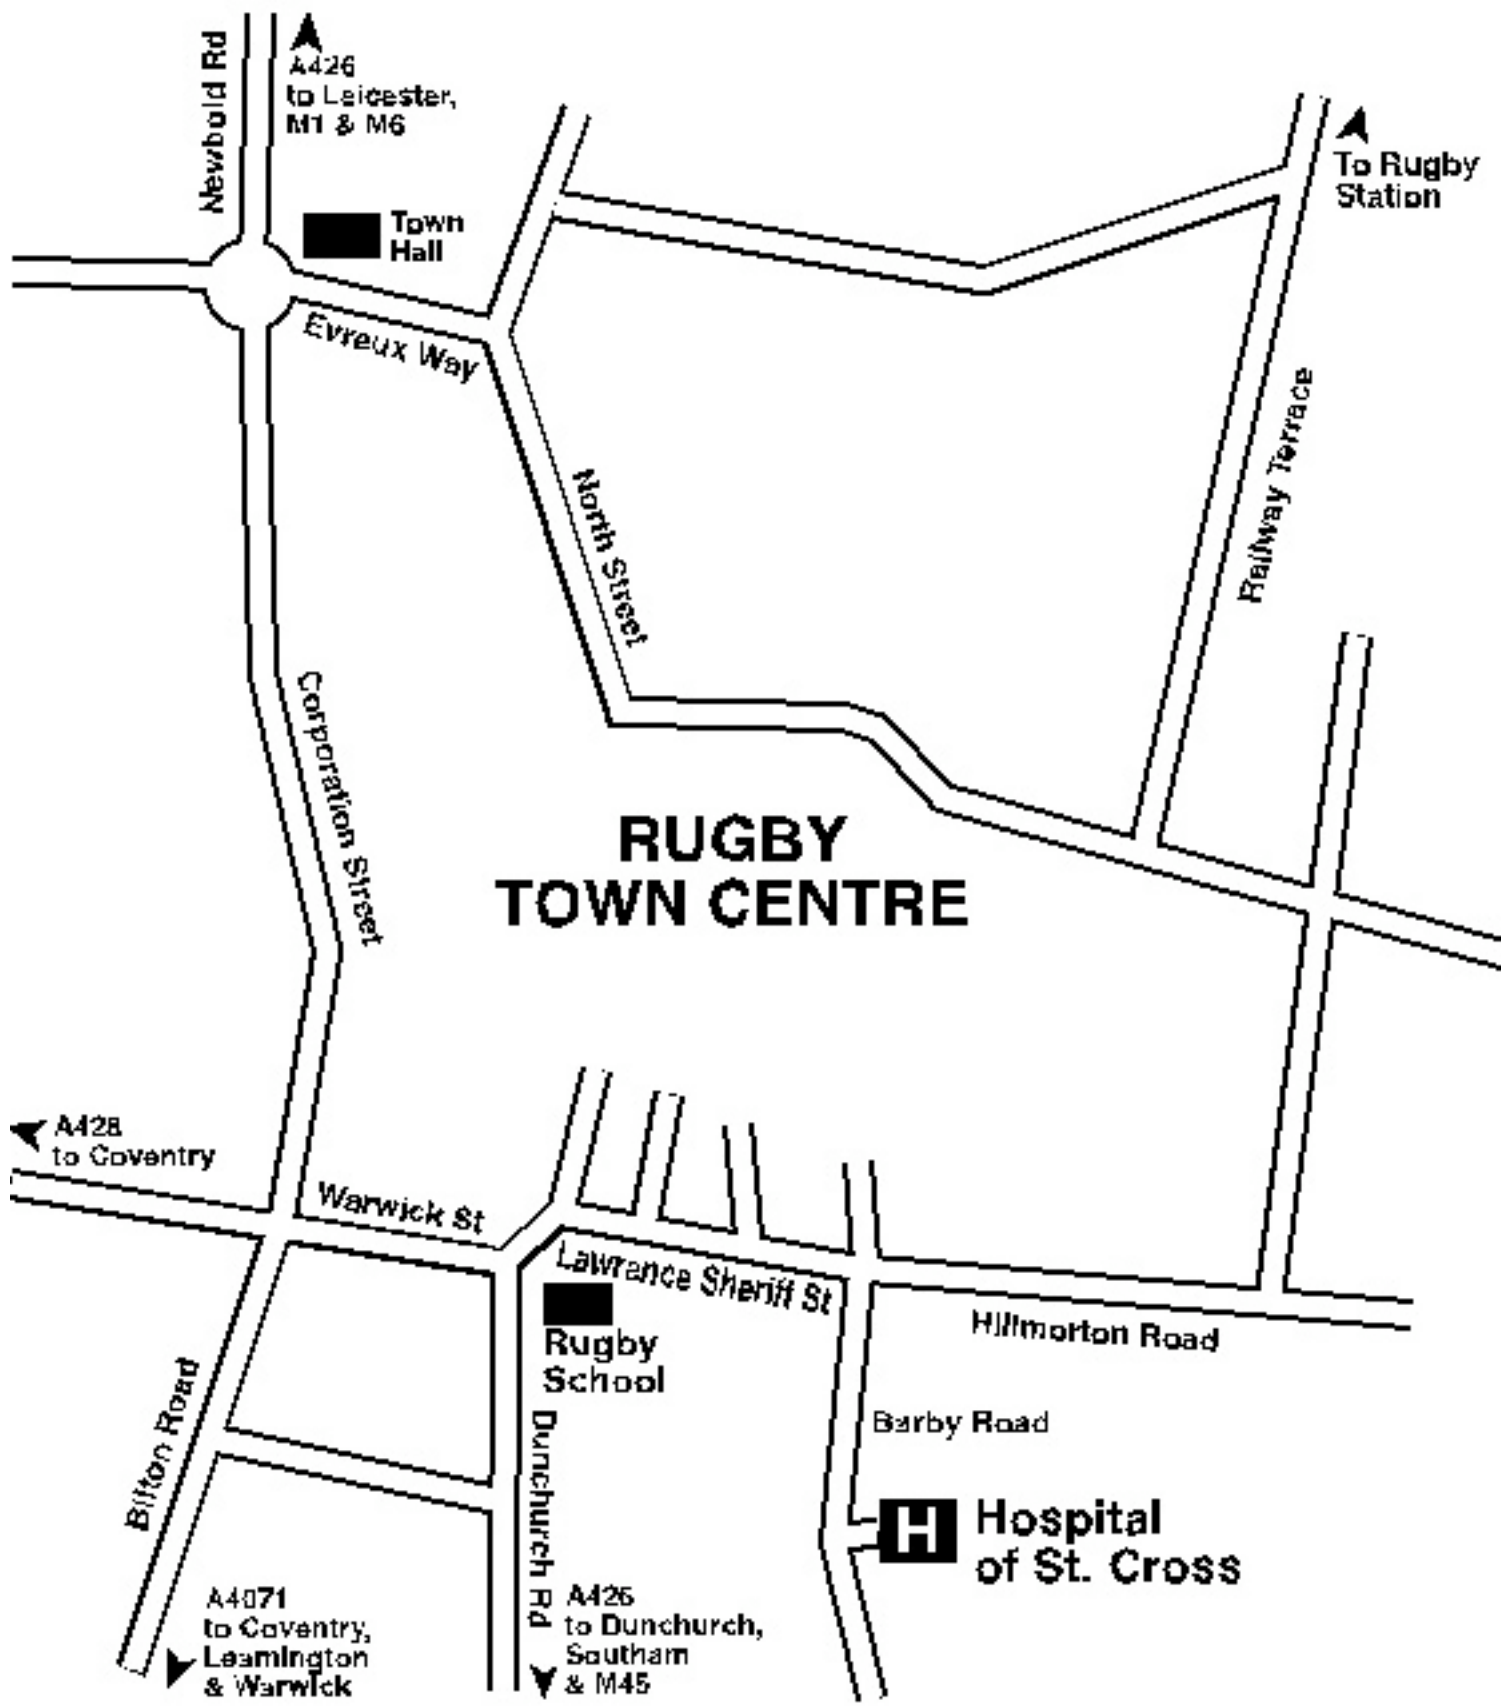 Newbold Rd
A426
to Leicester,
M1 & M6
To Rugby
Station
Town
Hall
Evreux Way
Railway Terrace
North Street
Corporation Street
RUGBY
TOWN CENTRE
A428
to Coventry
Warwick St
Lawrance Sheriff St
Hillmorton Road
Rugby
School
Bilton Road
Dunchurch Rd
Barby Road
H
Hospital
of St. Cross
A4071
to Coventry,
Leamington
& Warwick
A426
to Dunchurch,
Southam
& M45